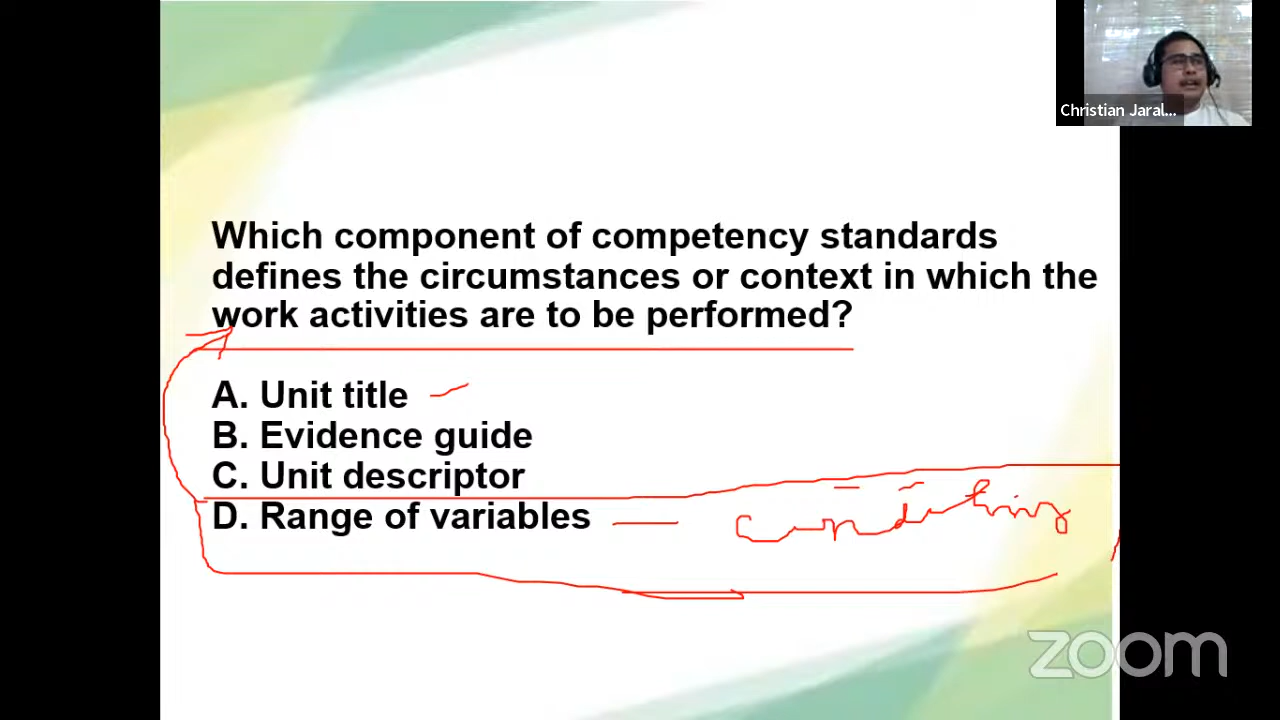 Christian Jaral...
Which component of competency standards
defines the circumstances or context in which the
work activities are to be performed?
A. Unit title
B. Evidence guide
C. Unit descriptor
D. Range of variables
zoom